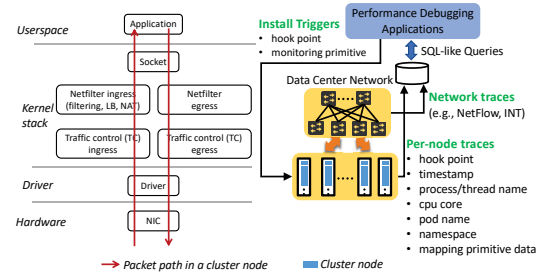 Userspace
Application
Socket
Kernel
stack
Netfilter ingress
(filtering, LB, NAT)
Netfilter
egress
Traffic control (TC)
ingress
Traffic control (TC)
egress
Driver
Driver
Hardware
NIC
Packet path in a cluster node
Install Triggers
• hook point
• monitoring primitive
Performance Debugging
Applications
SQL-like Queries
Data Center Network
Network traces
(e.g., NetFlow, INT)
Per-node traces
• hook point
• timestamp
• process/thread name
• cpu core
• pod name
• namespace
• mapping primitive data
Cluster node